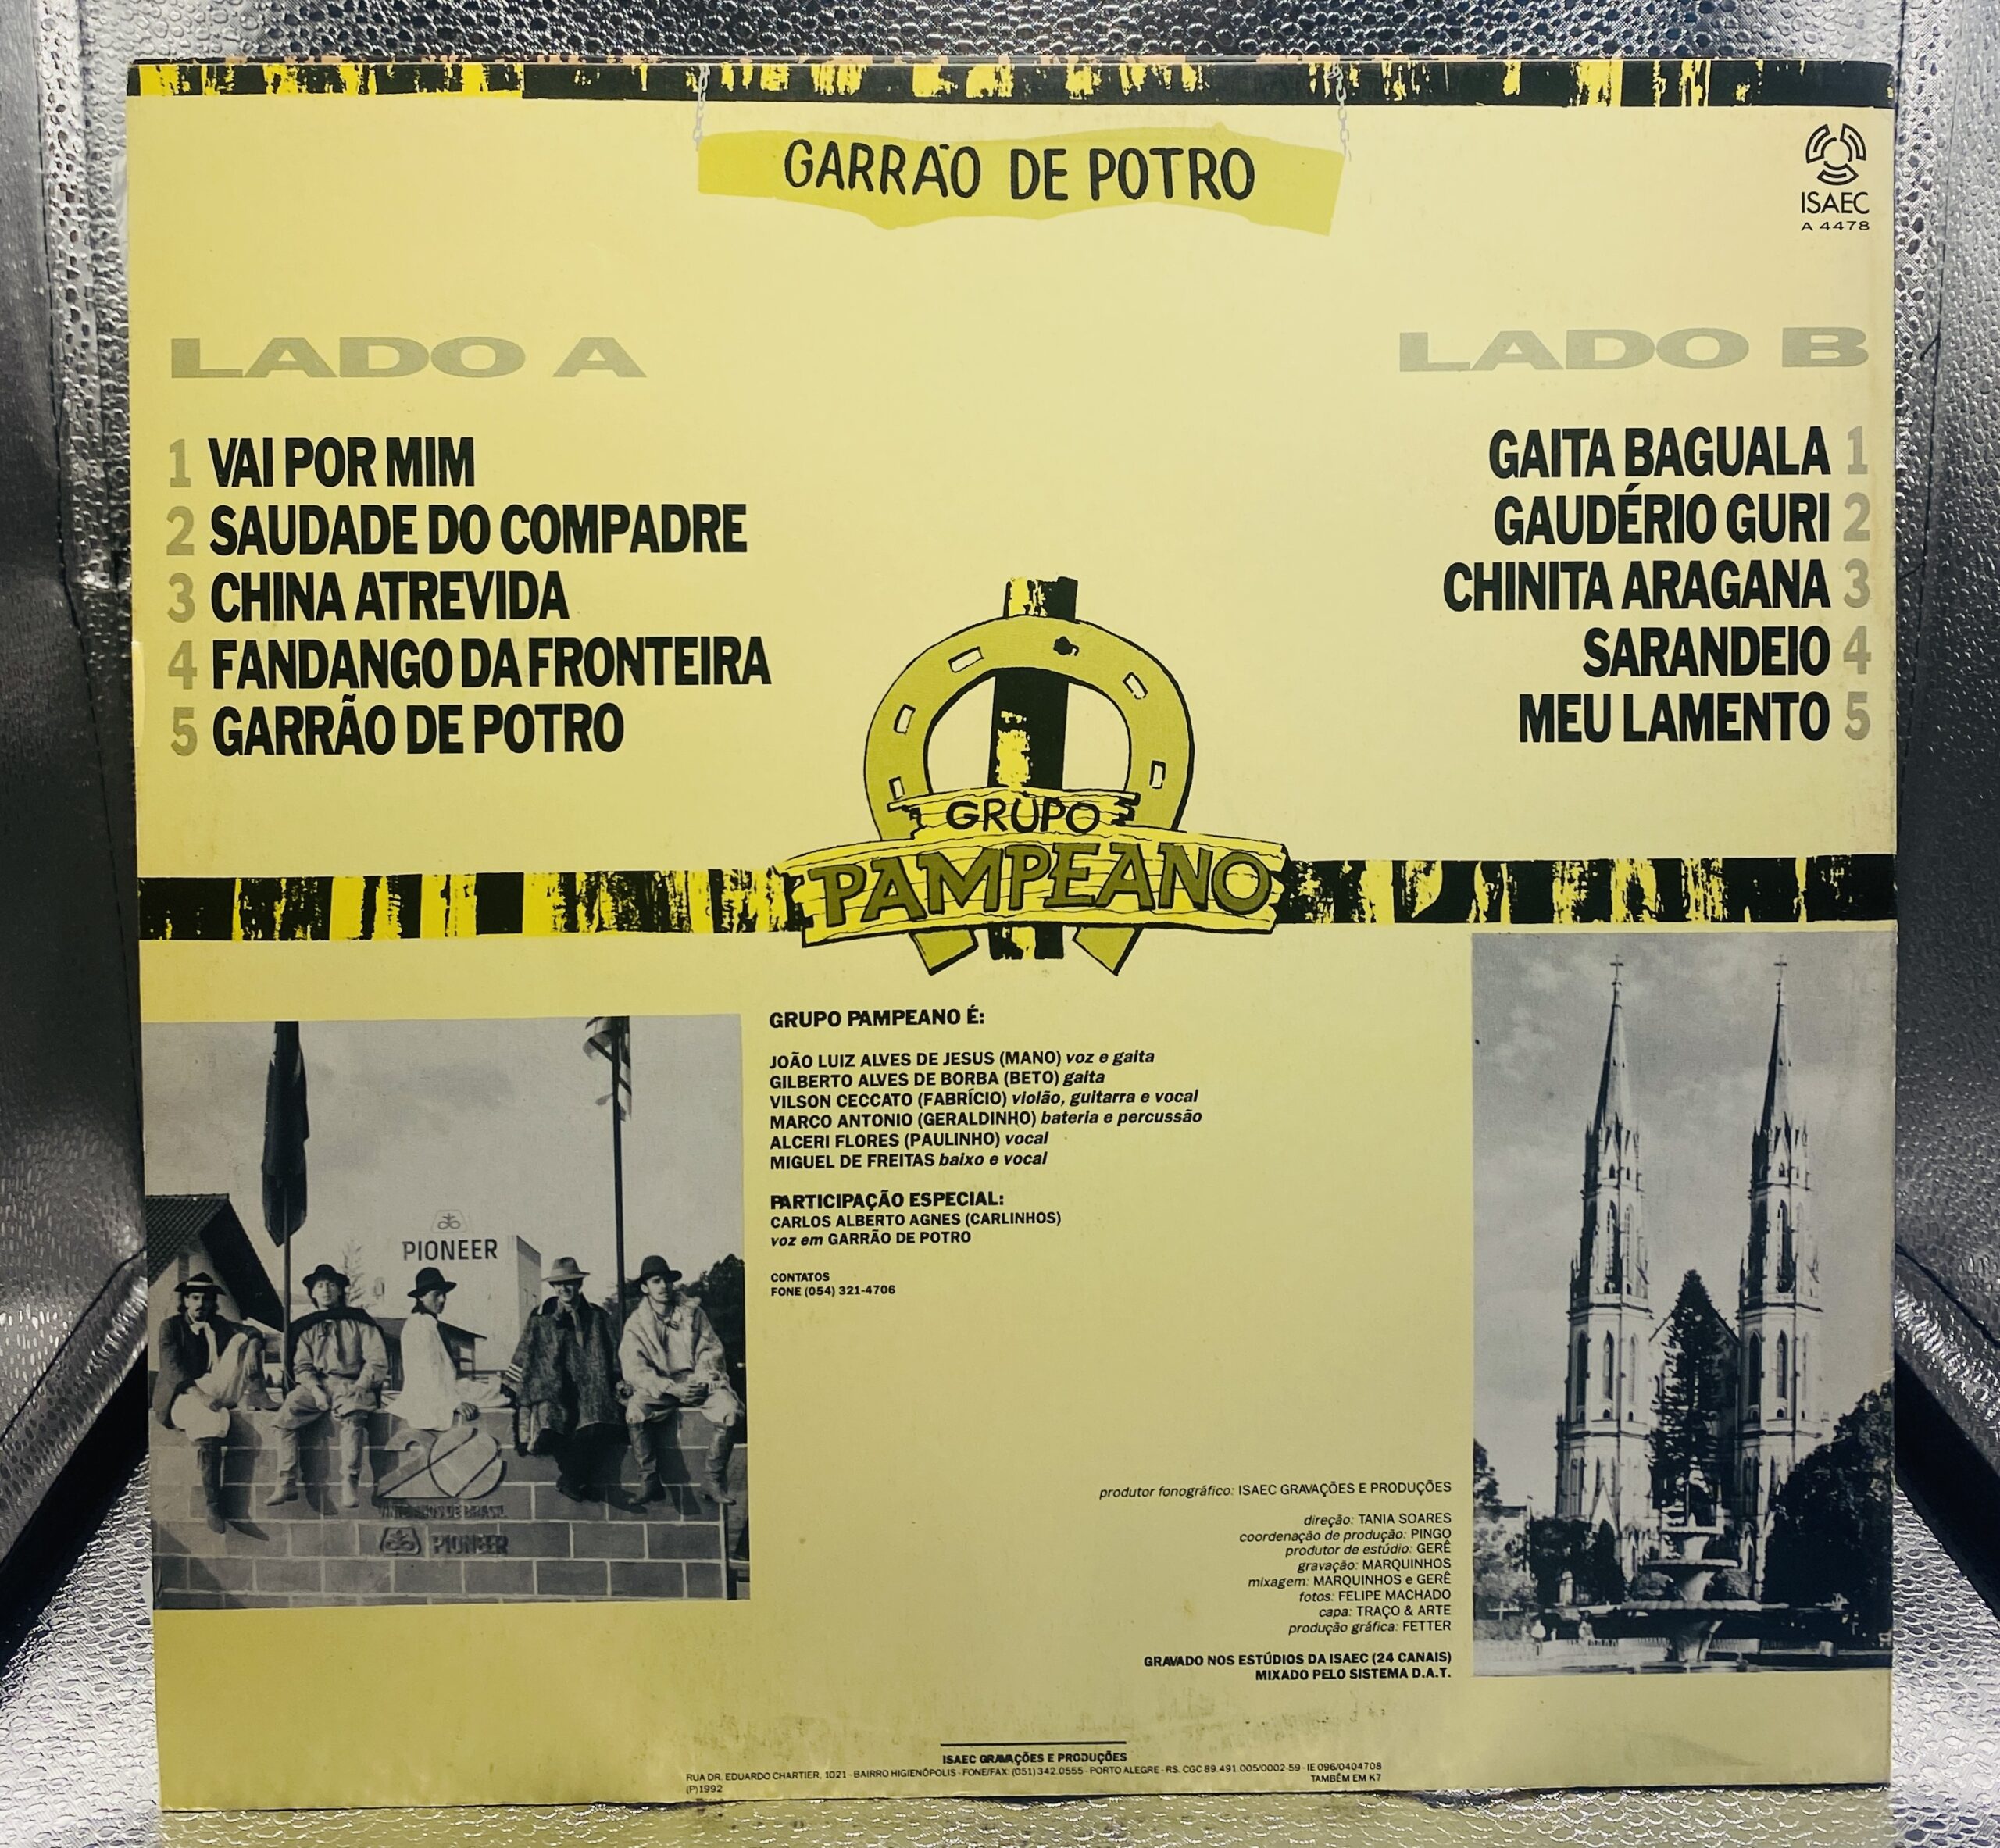 GARRÃO DE POTRO
ISAEC
A 4478
LADO A
1 VAI POR MIM
2 SAUDADE DO COMPADRE
3 CHINA ATREVIDA
4 FANDANGO DA FRONTEIRA
5 GARRÃO DE POTRO
LADO B
GAITA BAGUALA 1
GAUDÉRIO GURI 2
CHINITA ARAGANA 3
SARANDEIO 4
MEU LAMENTO 5
GRUPO
PAMPEANO
GRUPO PAMPEANO É:
JOÃO LUIZ ALVES DE JESUS (MANO) voz e gaita
GILBERTO ALVES DE BORBA (BETO) gaita
VILSON CECCATO (FABRÍCIO) violão, guitarra e vocal
MARCO ANTONIO (GERALDINHO) bateria e percussão
ALCERI FLORES (PAULINHO) vocal
MIGUEL DE FREITAS baixo e vocal
PARTICIPAÇÃO ESPECIAL:
CARLOS ALBERTO AGNES (CARLINHOS)
voz em GARRÃO DE POTRO
CONTATOS
FONE (054) 321-4706
PIONEER
20
PIONEER
produtor fonográfico: ISAEC GRAVAÇÕES E PRODUÇÕES
direção: TANIA SOARES
coordenação de produção: PINGO
produtor de estúdio: GERÊ
gravação: MARQUINHOS
mixagem: MARQUINHOS e GERÊ
fotos: FELIPE MACHADO
capa: TRAÇO & ARTE
produção gráfica: FETTER
GRAVADO NOS ESTÚDIOS DA ISAEC (24 CANAIS)
MIXADO PELO SISTEMA D.A.T.
ISAEC GRAVAÇÕES E PRODUÇÕES
RUA DR. EDUARDO CHARTIER, 1021 - BAIRRO HIGIENÓPOLIS - FONE/FAX: (051) 342.0555 - PORTO ALEGRE - RS. CGC 89.491.005/0002-59 - IE 096/0404708
(P)1992 TAMBÉM EM K7